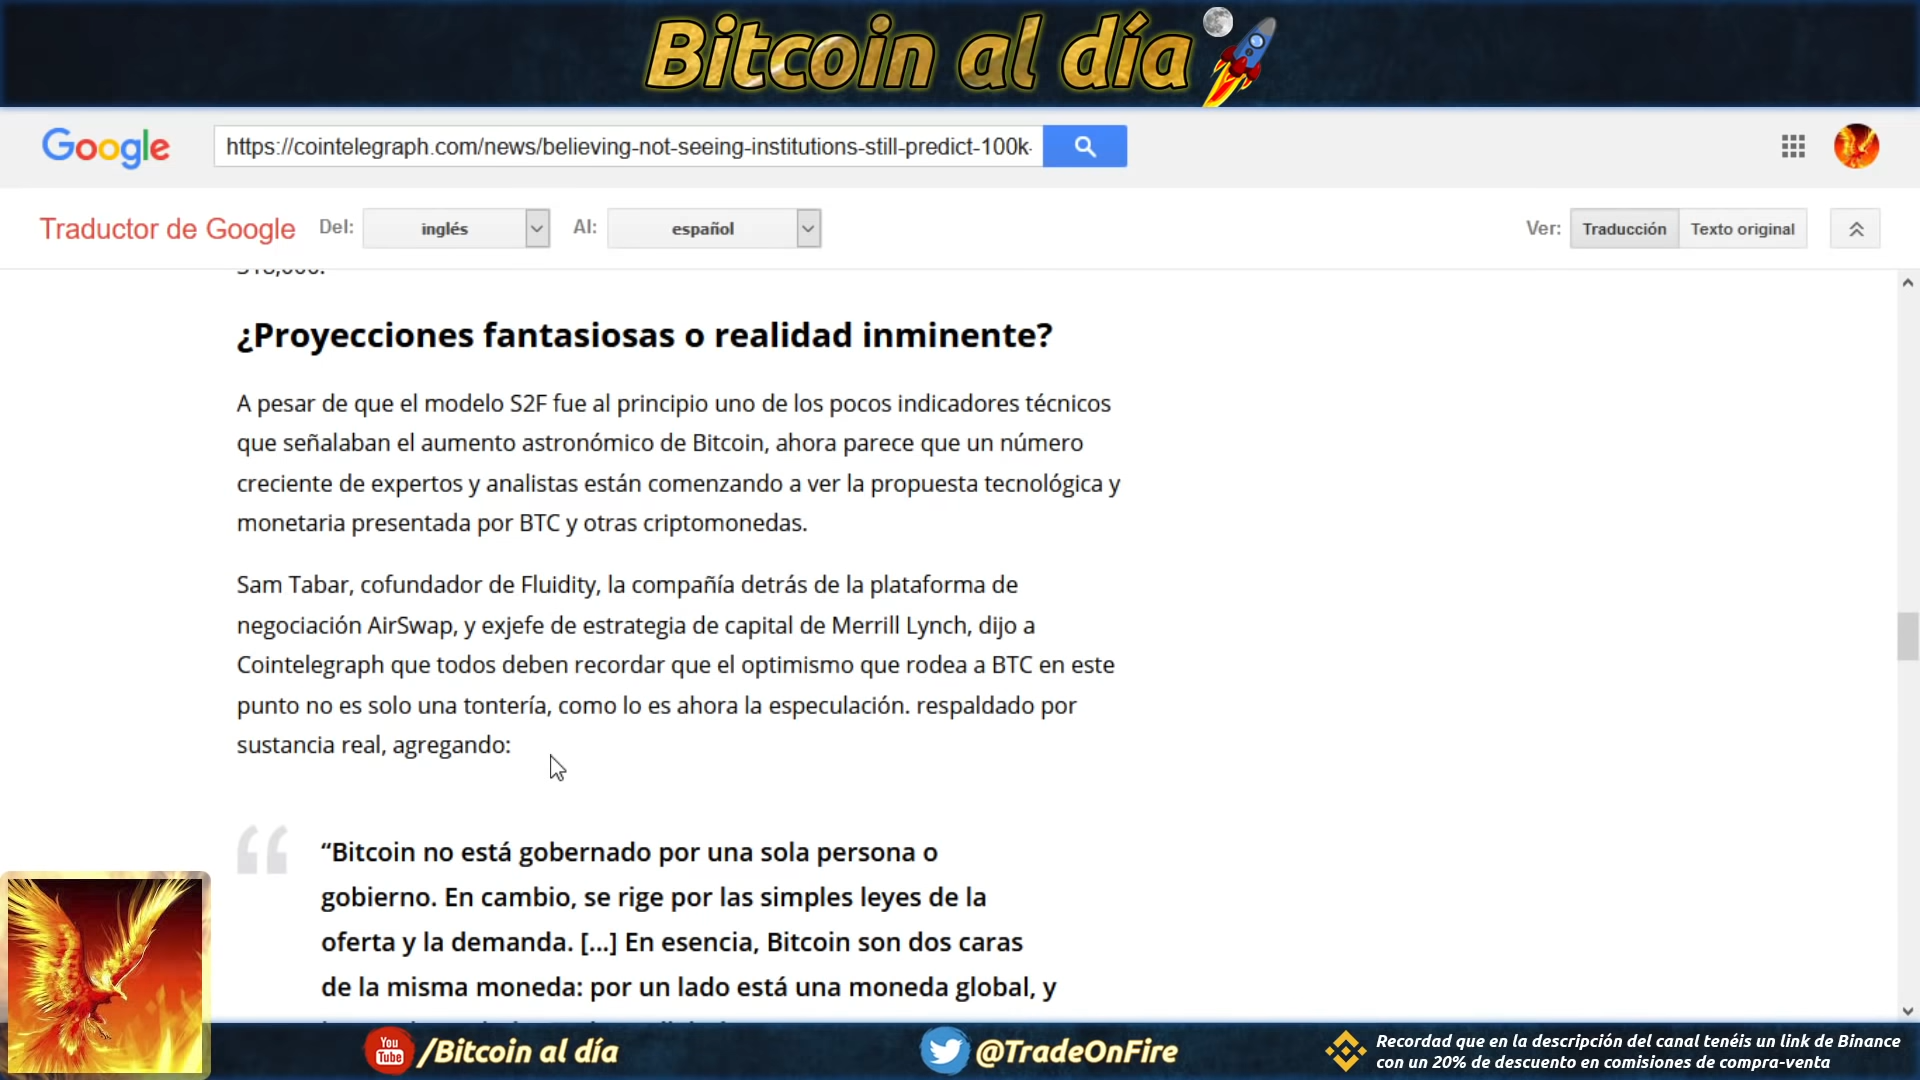 Bitcoin al día
Google
https://cointelegraph.com/news/believing-not-seeing-institutions-still-predict-100k-
Traductor de Google
Del:
inglés
Al:
español
Ver:
Traducción
Texto original
¿Proyecciones fantasiosas o realidad inminente?
A pesar de que el modelo S2F fue al principio uno de los pocos indicadores técnicos
que señalaban el aumento astronómico de Bitcoin, ahora parece que un número
creciente de expertos y analistas están comenzando a ver la propuesta tecnológica y
monetaria presentada por BTC y otras criptomonedas.
Sam Tabar, cofundador de Fluidity, la compañía detrás de la plataforma de
negociación AirSwap, y exjefe de estrategia de capital de Merrill Lynch, dijo a
Cointelegraph que todos deben recordar que el optimismo que rodea a BTC en este
punto no es solo una tontería, como lo es ahora la especulación. respaldado por
sustancia real, agregando:
“Bitcoin no está gobernado por una sola persona o
gobierno. En cambio, se rige por las simples leyes de la
oferta y la demanda. [...] En esencia, Bitcoin son dos caras
de la misma moneda: por un lado está una moneda global, y
You Tube /Bitcoin al día
@TradeOnFire
Recordad que en la descripción del canal tenéis un link de Binance
con un 20% de descuento en comisiones de compra-venta